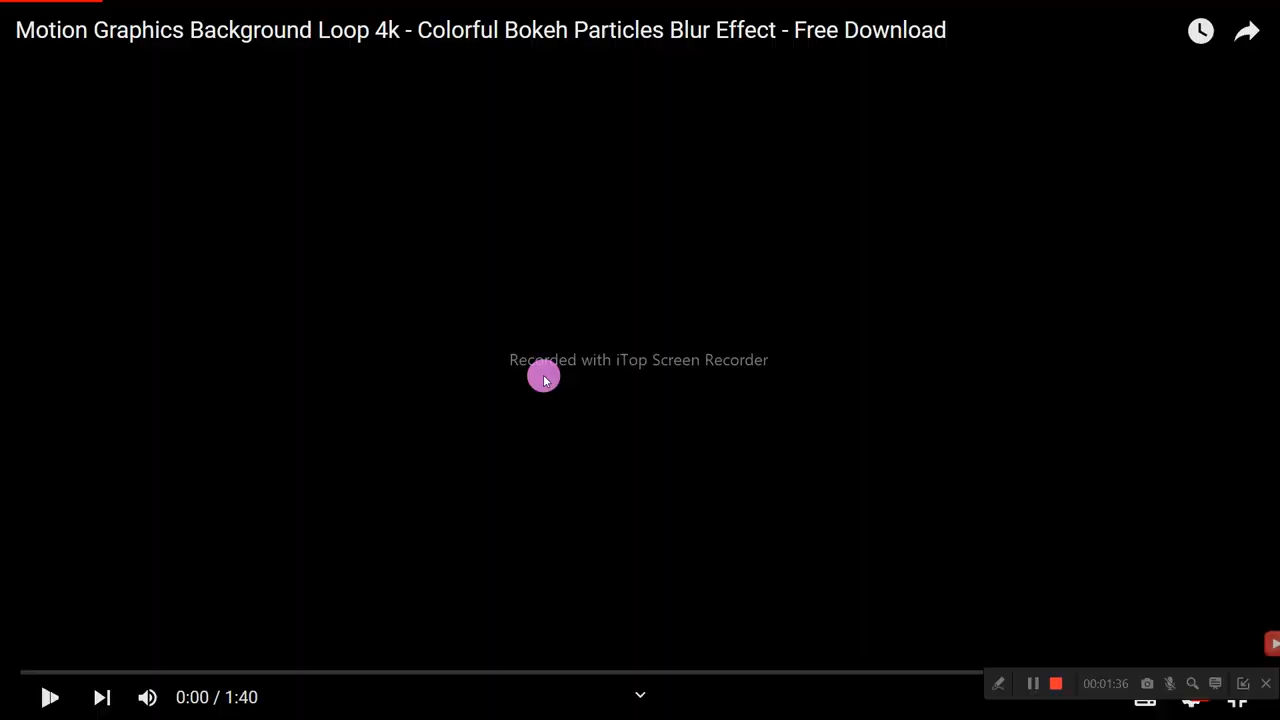 Motion Graphics Background Loop 4k - Colorful Bokeh Particles Blur Effect - Free Download
Recorded with iTop Screen Recorder
0:00 / 1:40
00:01:36